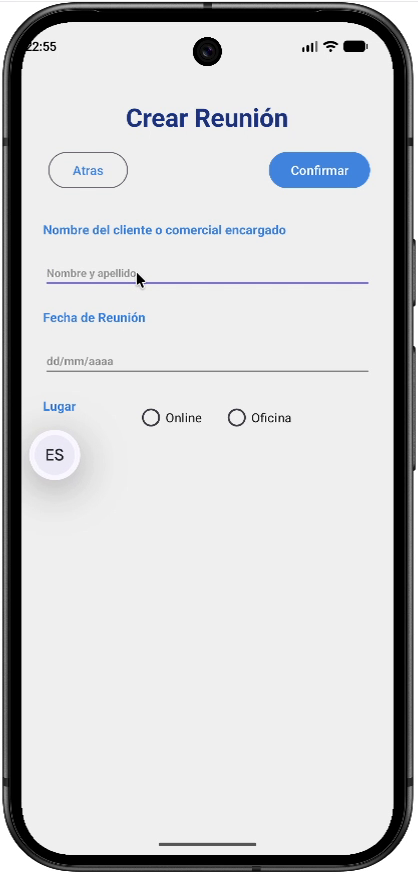 22:55
Crear Reunión
Atras Confirmar
Nombre del cliente o comercial encargado
Nombre y apellido
Fecha de Reunión
dd/mm/aaaa
Lugar Online Oficina
ES